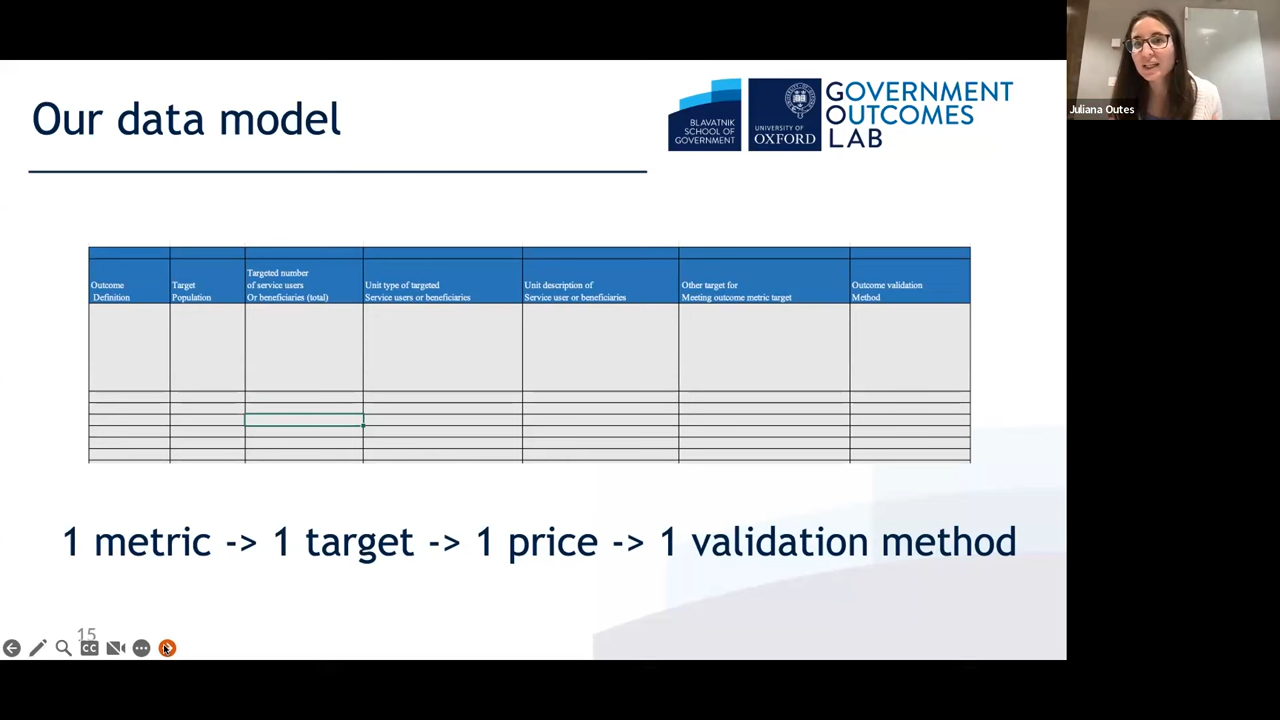 Our data model
BLAVATNIK
SCHOOL OF
GOVERNMENT
UNIVERSITY OF
OXFORD
GOVERNMENT
OUTCOMES
LAB
Juliana Outes
Outcome
Definition
Target
Population
Targeted number
of service users
Or beneficiaries (total)
Unit type of targeted
Service users or beneficiaries
Unit description of
Service user or beneficiaries
Other target for
Meeting outcome metric target
Outcome validation
Method
1 metric -> 1 target -> 1 price -> 1 validation method
15
CC